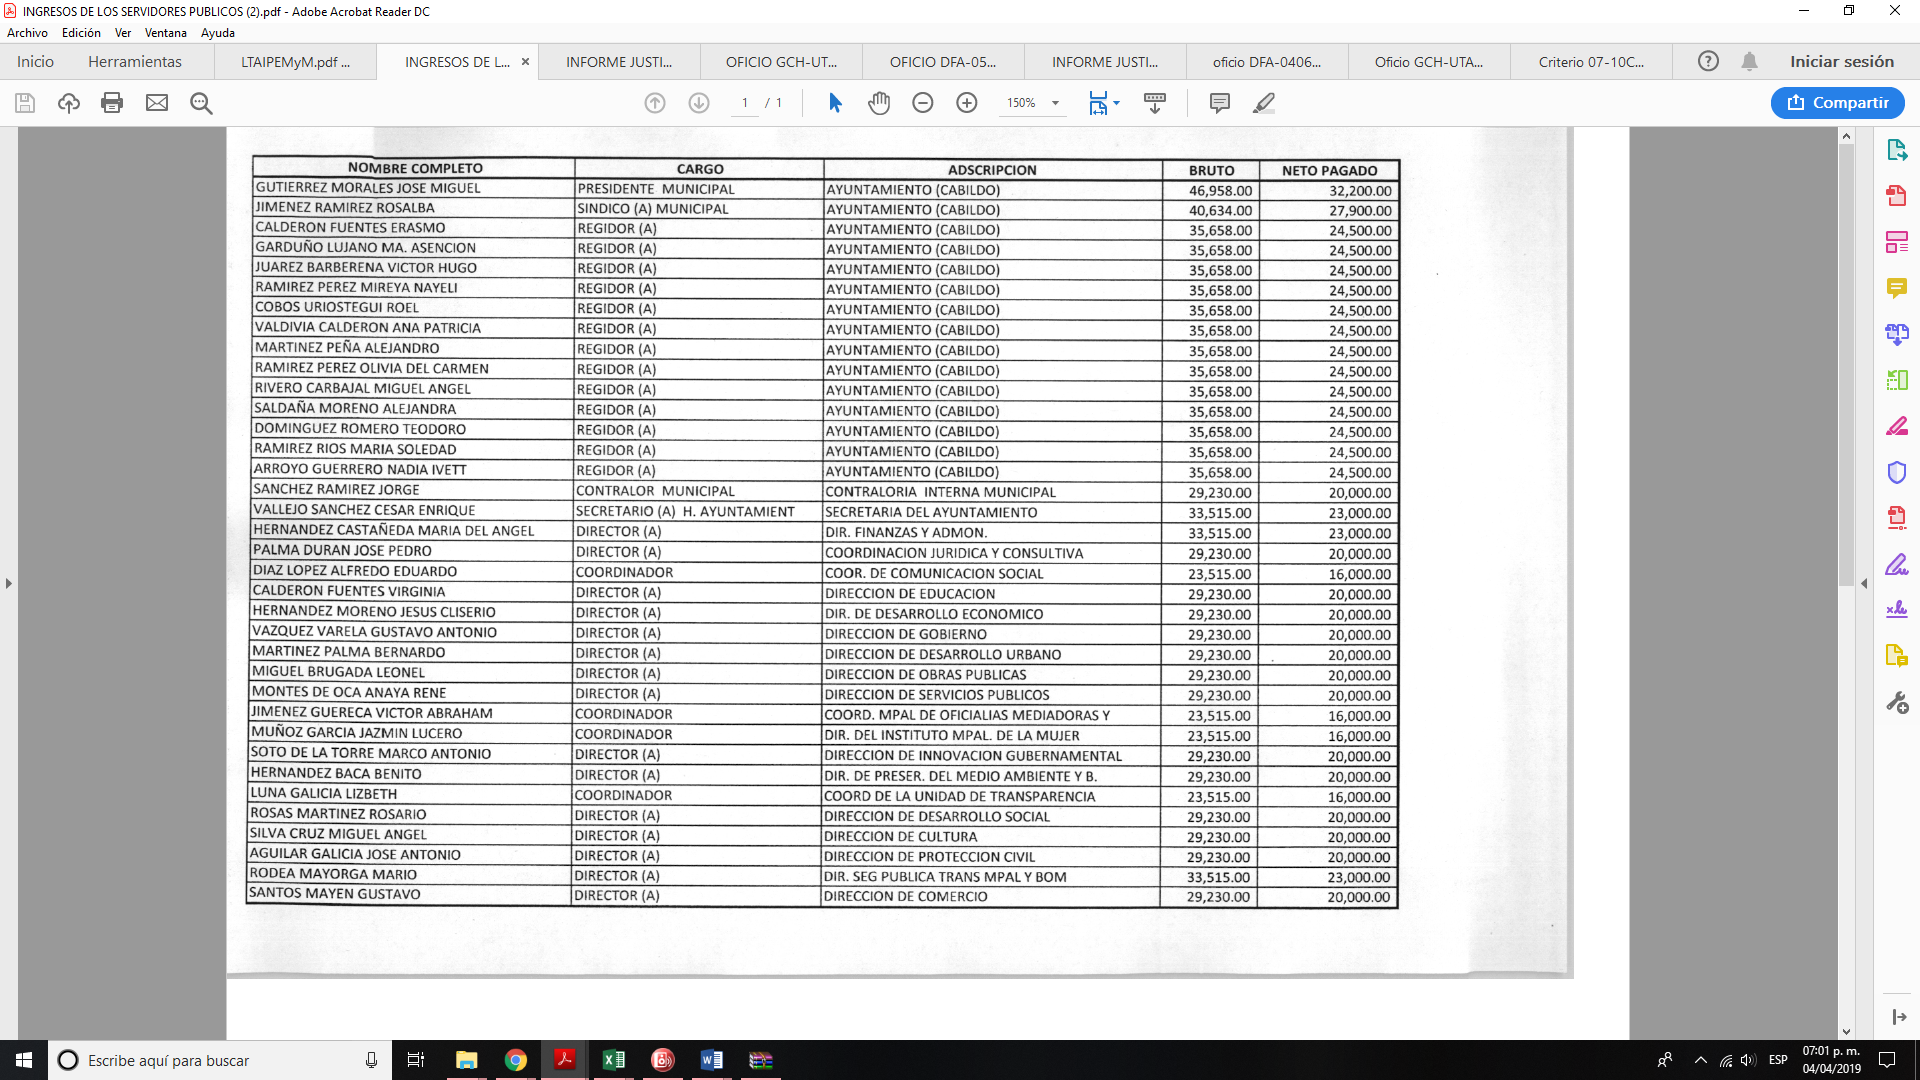 INGRESOS DE LOS SERVIDORES PUBLICOS (2).pdf - Adobe Acrobat Reader DC
Archivo Edición Ver Ventana Ayuda
Inicio Herramientas LTAIPEMyM.pdf ... INGRESOS DE L... × INFORME JUSTI... OFICIO GCH-UT... OFICIO DFA-05... INFORME JUSTI... oficio DFA-0406... Oficio GCH-UTA... Criterio 07-10C... Iniciar sesión
1 / 1 150% Compartir
NOMBRE COMPLETO CARGO ADSCRIPCION BRUTO NETO PAGADO
GUTIERREZ MORALES JOSE MIGUEL PRESIDENTE MUNICIPAL AYUNTAMIENTO (CABILDO) 46,958.00 32,200.00
JIMENEZ RAMIREZ ROSALBA SINDICO (A) MUNICIPAL AYUNTAMIENTO (CABILDO) 40,634.00 27,900.00
CALDERON FUENTES ERASMO REGIDOR (A) AYUNTAMIENTO (CABILDO) 35,658.00 24,500.00
GARDUÑO LUJANO MA. ASENCION REGIDOR (A) AYUNTAMIENTO (CABILDO) 35,658.00 24,500.00
JUAREZ BARBERENA VICTOR HUGO REGIDOR (A) AYUNTAMIENTO (CABILDO) 35,658.00 24,500.00
RAMIREZ PEREZ MIREYA NAYELI REGIDOR (A) AYUNTAMIENTO (CABILDO) 35,658.00 24,500.00
COBOS URIOSTEGUI ROEL REGIDOR (A) AYUNTAMIENTO (CABILDO) 35,658.00 24,500.00
VALDIVIA CALDERON ANA PATRICIA REGIDOR (A) AYUNTAMIENTO (CABILDO) 35,658.00 24,500.00
MARTINEZ PEÑA ALEJANDRO REGIDOR (A) AYUNTAMIENTO (CABILDO) 35,658.00 24,500.00
RAMIREZ PEREZ OLIVIA DEL CARMEN REGIDOR (A) AYUNTAMIENTO (CABILDO) 35,658.00 24,500.00
RIVERO CARBAJAL MIGUEL ANGEL REGIDOR (A) AYUNTAMIENTO (CABILDO) 35,658.00 24,500.00
SALDAÑA MORENO ALEJANDRA REGIDOR (A) AYUNTAMIENTO (CABILDO) 35,658.00 24,500.00
DOMINGUEZ ROMERO TEODORO REGIDOR (A) AYUNTAMIENTO (CABILDO) 35,658.00 24,500.00
RAMIREZ RIOS MARIA SOLEDAD REGIDOR (A) AYUNTAMIENTO (CABILDO) 35,658.00 24,500.00
ARROYO GUERRERO NADIA IVETT REGIDOR (A) AYUNTAMIENTO (CABILDO) 35,658.00 24,500.00
SANCHEZ RAMIREZ JORGE CONTRALOR MUNICIPAL CONTRALORIA INTERNA MUNICIPAL 29,230.00 20,000.00
VALLEJO SANCHEZ CESAR ENRIQUE SECRETARIO (A) H. AYUNTAMIENT SECRETARIA DEL AYUNTAMIENTO 33,515.00 23,000.00
HERNANDEZ CASTAÑEDA MARIA DEL ANGEL DIRECTOR (A) DIR. FINANZAS Y ADMON. 33,515.00 23,000.00
PALMA DURAN JOSE PEDRO DIRECTOR (A) COORDINACION JURIDICA Y CONSULTIVA 29,230.00 20,000.00
DIAZ LOPEZ ALFREDO EDUARDO COORDINADOR COOR. DE COMUNICACION SOCIAL 23,515.00 16,000.00
CALDERON FUENTES VIRGINIA DIRECTOR (A) DIRECCION DE EDUCACION 29,230.00 20,000.00
HERNANDEZ MORENO JESUS CLISERIO DIRECTOR (A) DIR. DE DESARROLLO ECONOMICO 29,230.00 20,000.00
VAZQUEZ VARELA GUSTAVO ANTONIO DIRECTOR (A) DIRECCION DE GOBIERNO 29,230.00 20,000.00
MARTINEZ PALMA BERNARDO DIRECTOR (A) DIRECCION DE DESARROLLO URBANO 29,230.00 20,000.00
MIGUEL BRUGADA LEONEL DIRECTOR (A) DIRECCION DE OBRAS PUBLICAS 29,230.00 20,000.00
MONTES DE OCA ANAYA RENE DIRECTOR (A) DIRECCION DE SERVICIOS PUBLICOS 29,230.00 20,000.00
JIMENEZ GUERECA VICTOR ABRAHAM COORDINADOR COORD. MPAL DE OFICIALIAS MEDIADORAS Y 23,515.00 16,000.00
MUÑOZ GARCIA JAZMIN LUCERO COORDINADOR DIR. DEL INSTITUTO MPAL. DE LA MUJER 23,515.00 16,000.00
SOTO DE LA TORRE MARCO ANTONIO DIRECTOR (A) DIRECCION DE INNOVACION GUBERNAMENTAL 29,230.00 20,000.00
HERNANDEZ BACA BENITO DIRECTOR (A) DIR. DE PRESER. DEL MEDIO AMBIENTE Y B. 29,230.00 20,000.00
LUNA GALICIA LIZBETH COORDINADOR COORD DE LA UNIDAD DE TRANSPARENCIA 23,515.00 16,000.00
ROSAS MARTINEZ ROSARIO DIRECTOR (A) DIRECCION DE DESARROLLO SOCIAL 29,230.00 20,000.00
SILVA CRUZ MIGUEL ANGEL DIRECTOR (A) DIRECCION DE CULTURA 29,230.00 20,000.00
AGUILAR GALICIA JOSE ANTONIO DIRECTOR (A) DIRECCION DE PROTECCION CIVIL 29,230.00 20,000.00
RODEA MAYORGA MARIO DIRECTOR (A) DIR. SEG PUBLICA TRANS MPAL Y BOM 33,515.00 23,000.00
SANTOS MAYEN GUSTAVO DIRECTOR (A) DIRECCION DE COMERCIO 29,230.00 20,000.00
Escribe aquí para buscar ESP 07:01 p. m.
04/04/2019